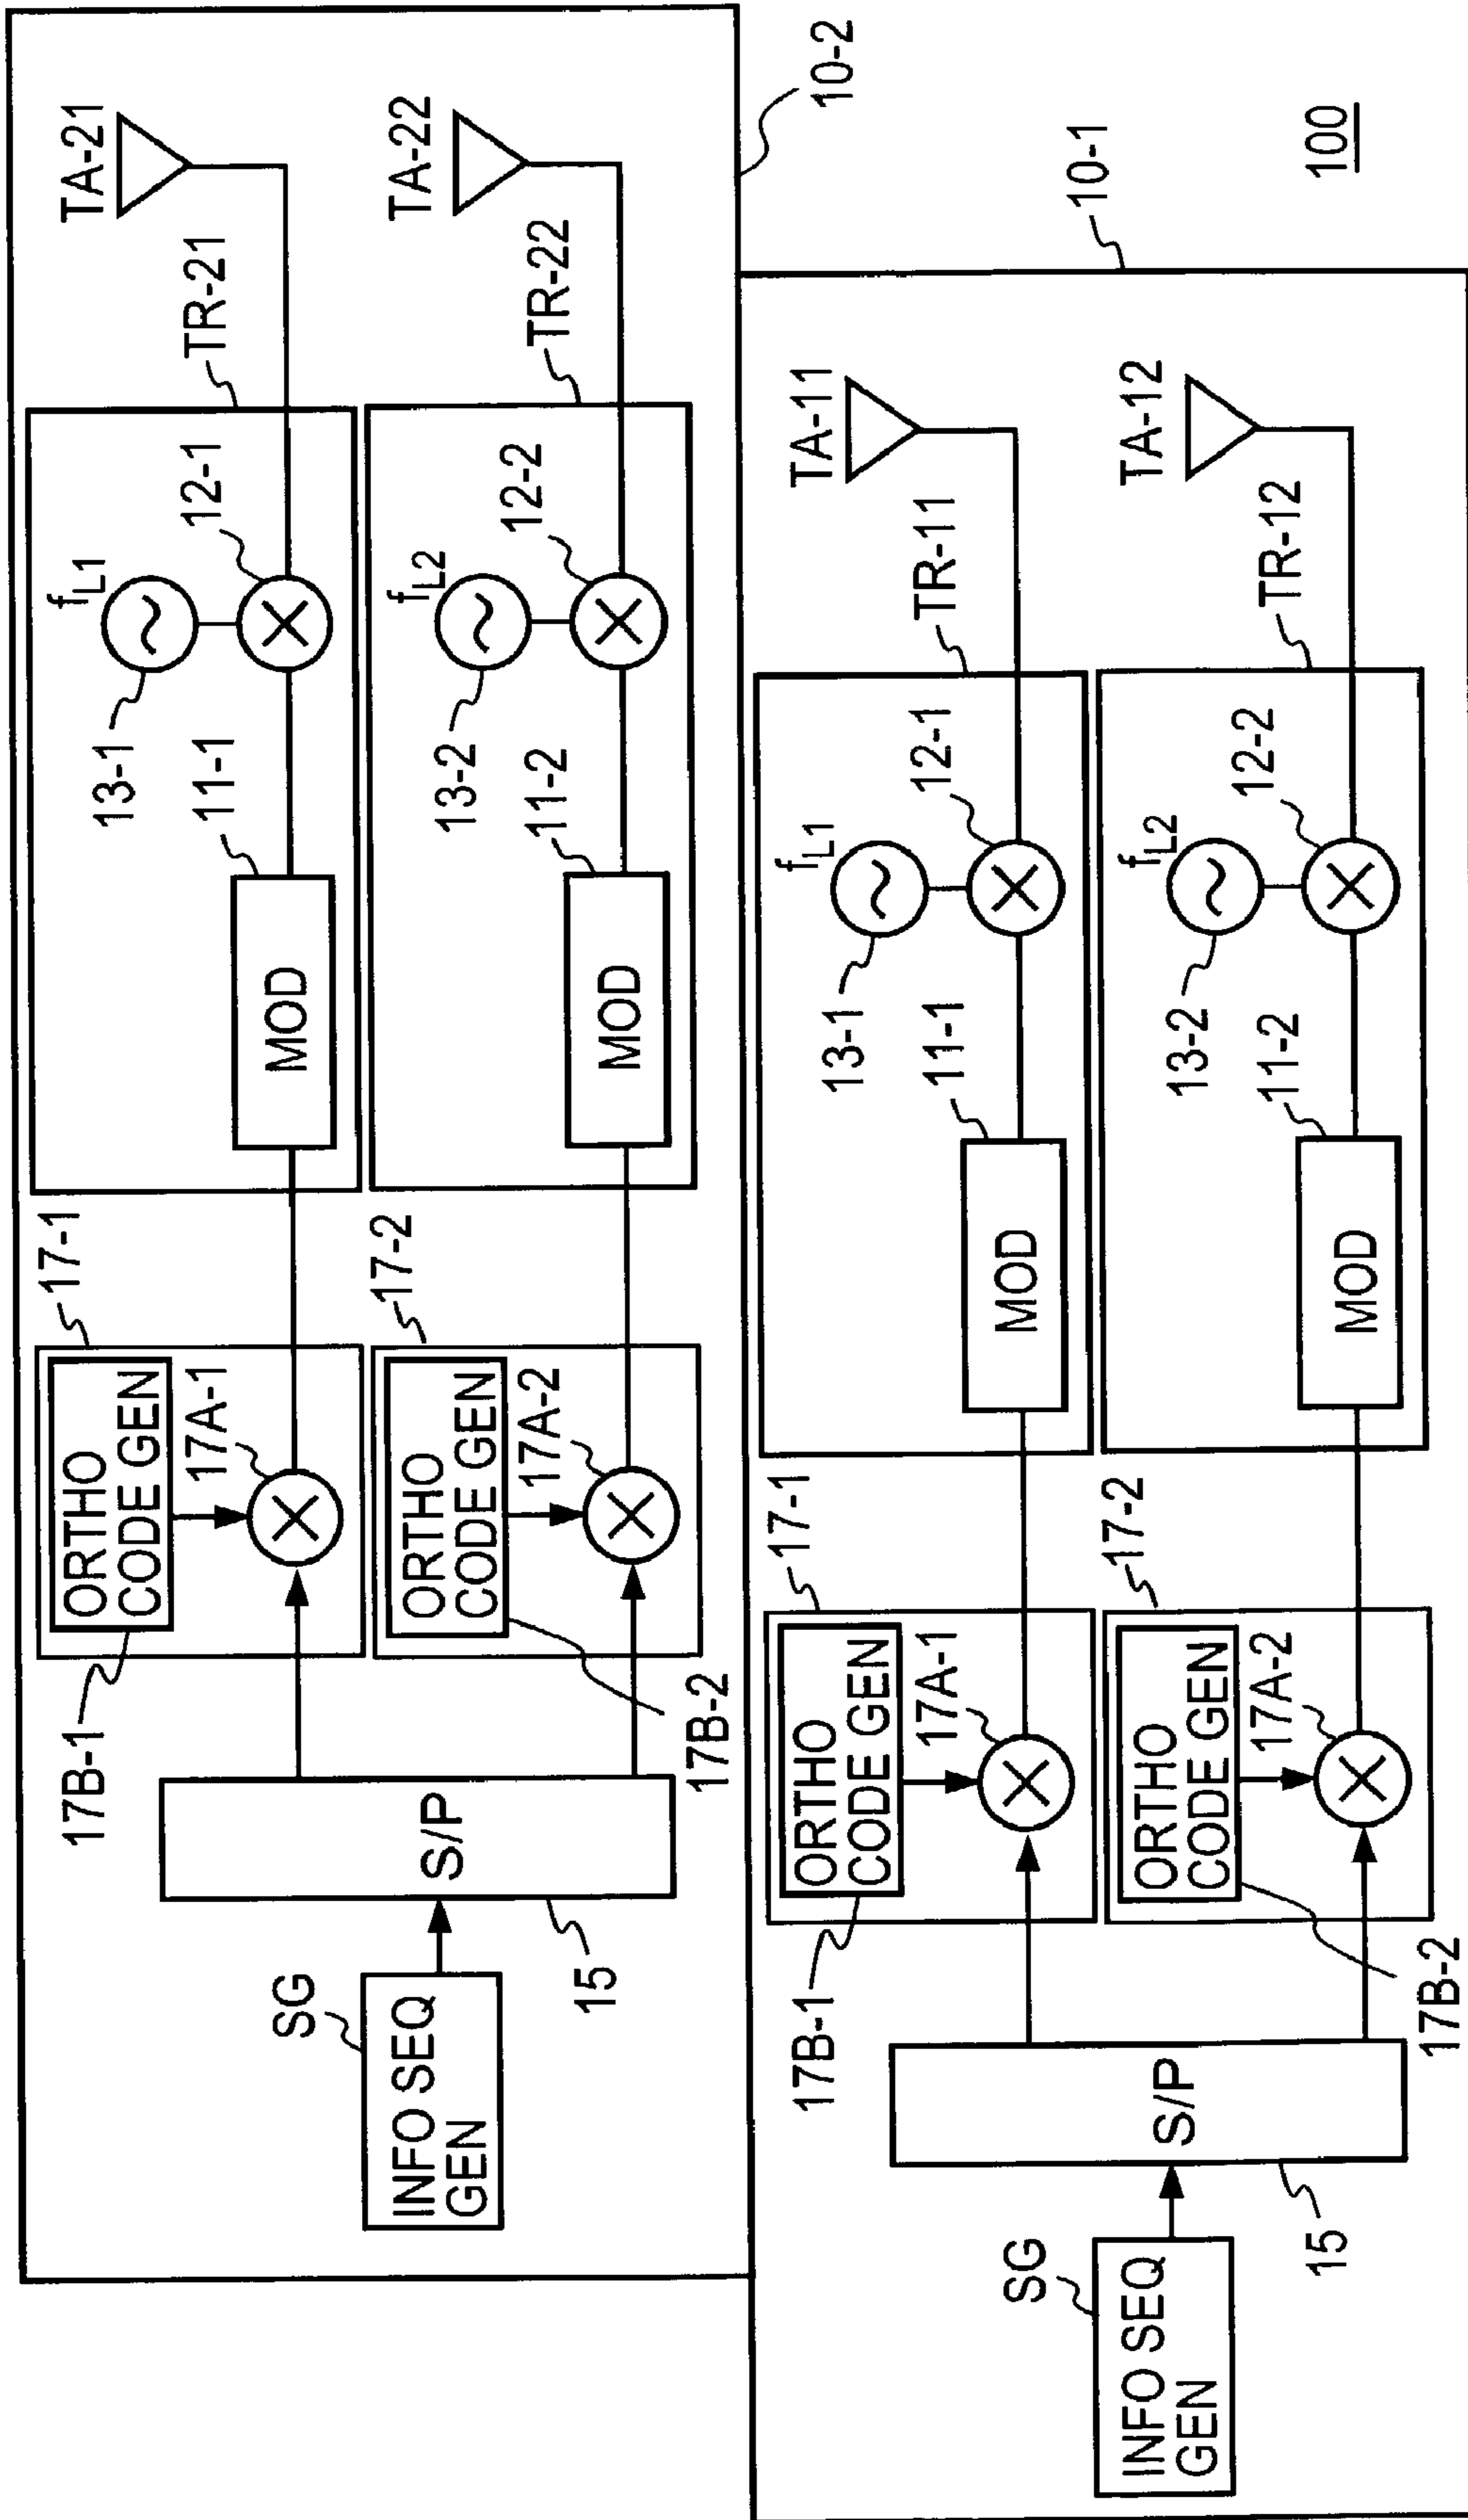 10-2
TA-21
TR-21
17-1
ORTHO
CODE GEN
17A-1
17B-1
f_L1
13-1
12-1
11-1
MOD
TA-22
TR-22
17-2
ORTHO
CODE GEN
17A-2
17B-2
f_L2
13-2
12-2
11-2
MOD
SG
INFO SEQ
GEN
S/P
15
10-1
100
TA-11
TR-11
17-1
ORTHO
CODE GEN
17A-1
17B-1
f_L1
13-1
12-1
11-1
MOD
TA-12
TR-12
17-2
ORTHO
CODE GEN
17A-2
17B-2
f_L2
13-2
12-2
11-2
MOD
SG
INFO SEQ
GEN
S/P
15